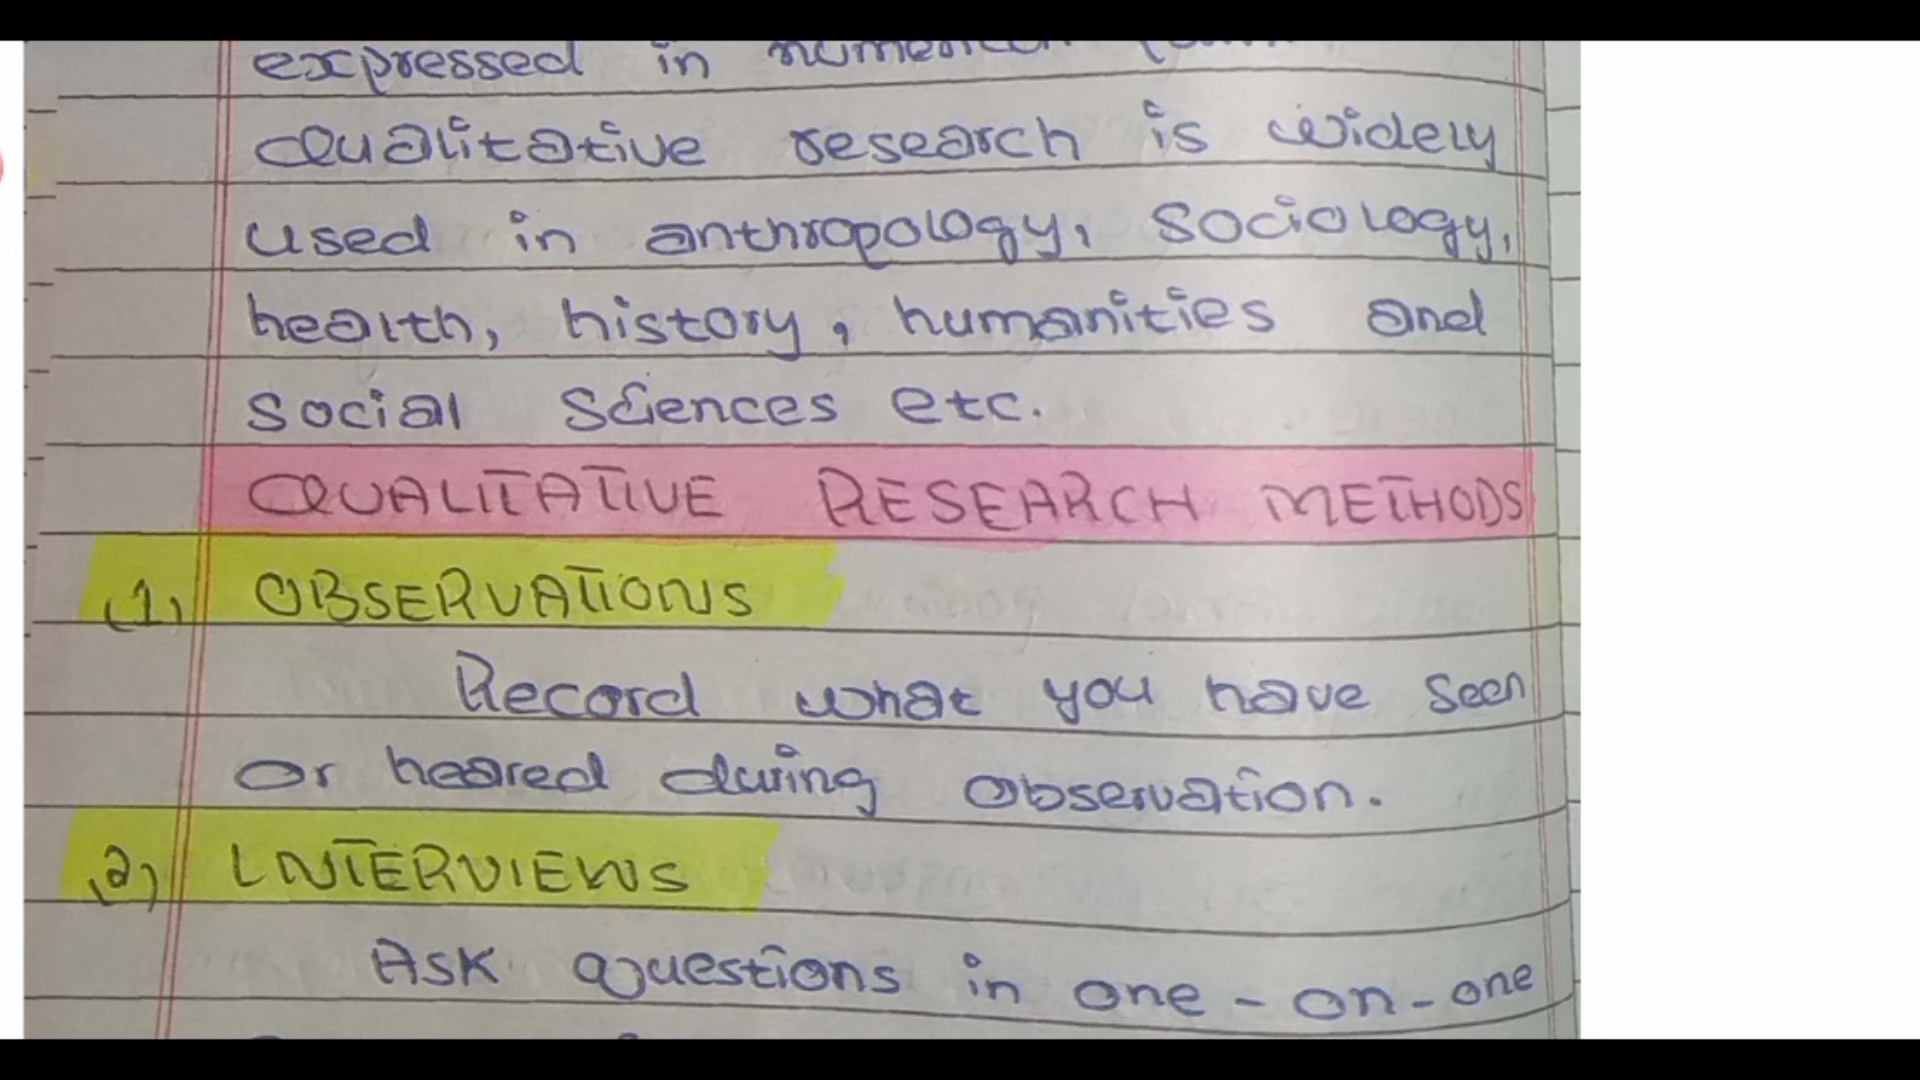 expressed in numerical form
Qualitative research is widely
used in anthropology, sociology,
health, history, humanities and
social sciences etc.
QUALITATIVE RESEARCH METHODS
(1) OBSERVATIONS
Record what you have seen
or heared during observation.
(2) INTERVIEWS
Ask questions in one-on-one